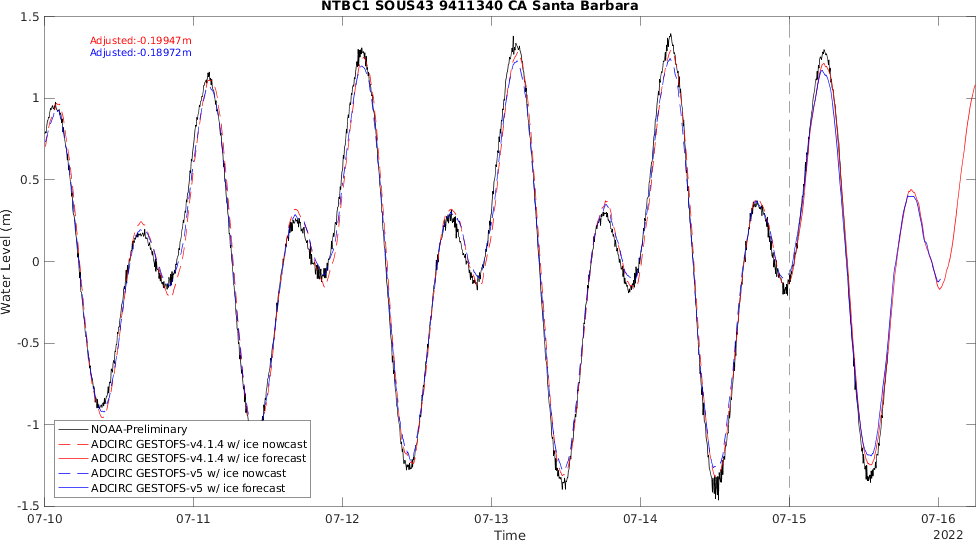 NTBC1 SOUS43 9411340 CA Santa Barbara
Adjusted:-0.19947m
Adjusted:-0.18972m
1.5
1
0.5
0
-0.5
-1
-1.5
Water Level (m)
NOAA-Preliminary
ADCIRC GESTOFS-v4.1.4 w/ ice nowcast
ADCIRC GESTOFS-v4.1.4 w/ ice forecast
ADCIRC GESTOFS-v5 w/ ice nowcast
ADCIRC GESTOFS-v5 w/ ice forecast
07-10 07-11 07-12 07-13 07-14 07-15 07-16
Time
2022